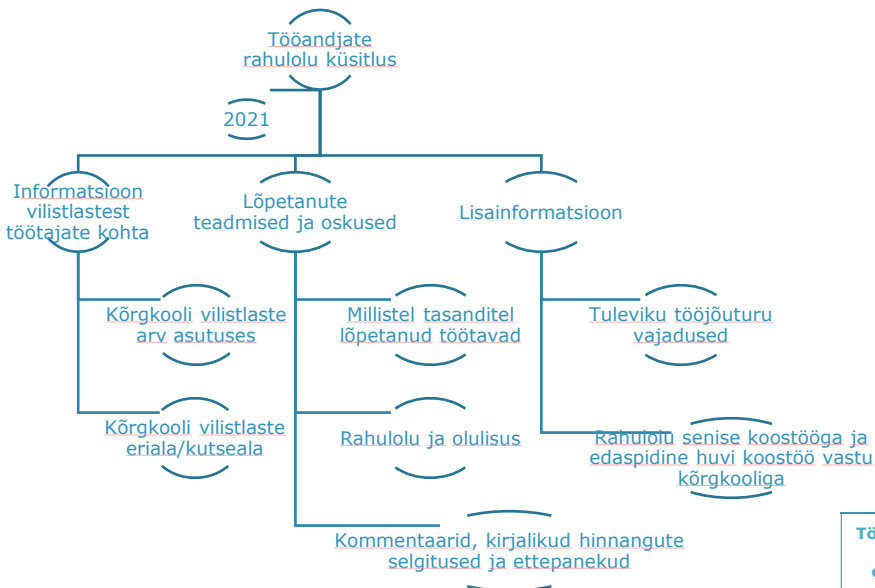 Tööandjate
rahulolu küsitlus
2021
Informatsioon
vilistlastest
töötajate kohta
Lõpetanute
teadmised ja oskused
Lisainformatsioon
Kõrgkooli vilistlaste
arv asutuses
Millistel tasanditel
lõpetanud töötavad
Tuleviku tööjõuturu
vajadused
Kõrgkooli vilistlaste
eriala/kutseala
Rahulolu ja olulisus
Rahulolu senise koostööga ja
edaspidine huvi koostöö vastu
kõrgkooliga
Kommentaarid, kirjalikud hinnangute
selgitused ja ettepanekud